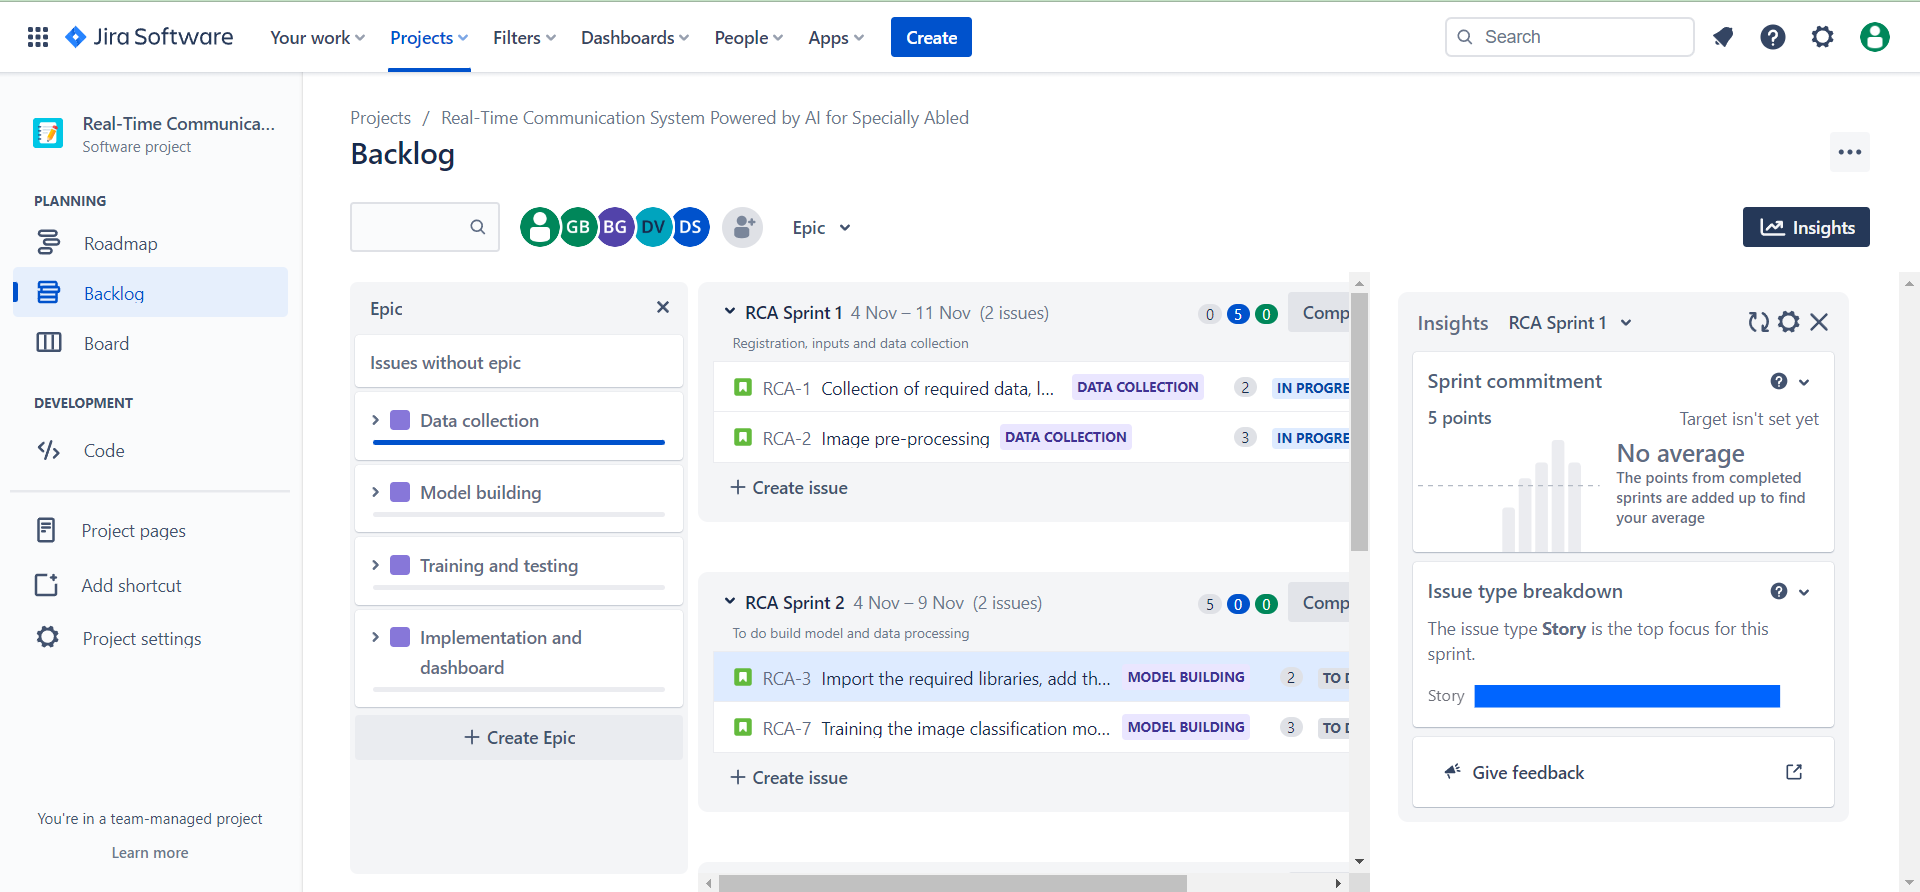 Jira Software
Your work
Projects
Filters
Dashboards
People
Apps
Create
Search
Real-Time Communica...
Software project
PLANNING
Roadmap
Backlog
Board
DEVELOPMENT
Code
Project pages
Add shortcut
Project settings
You're in a team-managed project
Learn more
Projects / Real-Time Communication System Powered by AI for Specially Abled
Backlog
GB BG DV DS
Epic
Insights
Epic
Issues without epic
Data collection
Model building
Training and testing
Implementation and
dashboard
+ Create Epic
RCA Sprint 1 4 Nov – 11 Nov (2 issues) 0 5 0 Comp
Registration, inputs and data collection
RCA-1 Collection of required data, l... DATA COLLECTION 2 IN PROGRE
RCA-2 Image pre-processing DATA COLLECTION 3 IN PROGRE
+ Create issue
RCA Sprint 2 4 Nov – 9 Nov (2 issues) 5 0 0 Comp
To do build model and data processing
RCA-3 Import the required libraries, add th... MODEL BUILDING 2 TO D
RCA-7 Training the image classification mo... MODEL BUILDING 3 TO D
+ Create issue
Insights RCA Sprint 1
Sprint commitment
5 points Target isn't set yet
No average
The points from completed
sprints are added up to find
your average
Issue type breakdown
The issue type Story is the top focus for this
sprint.
Story
Give feedback